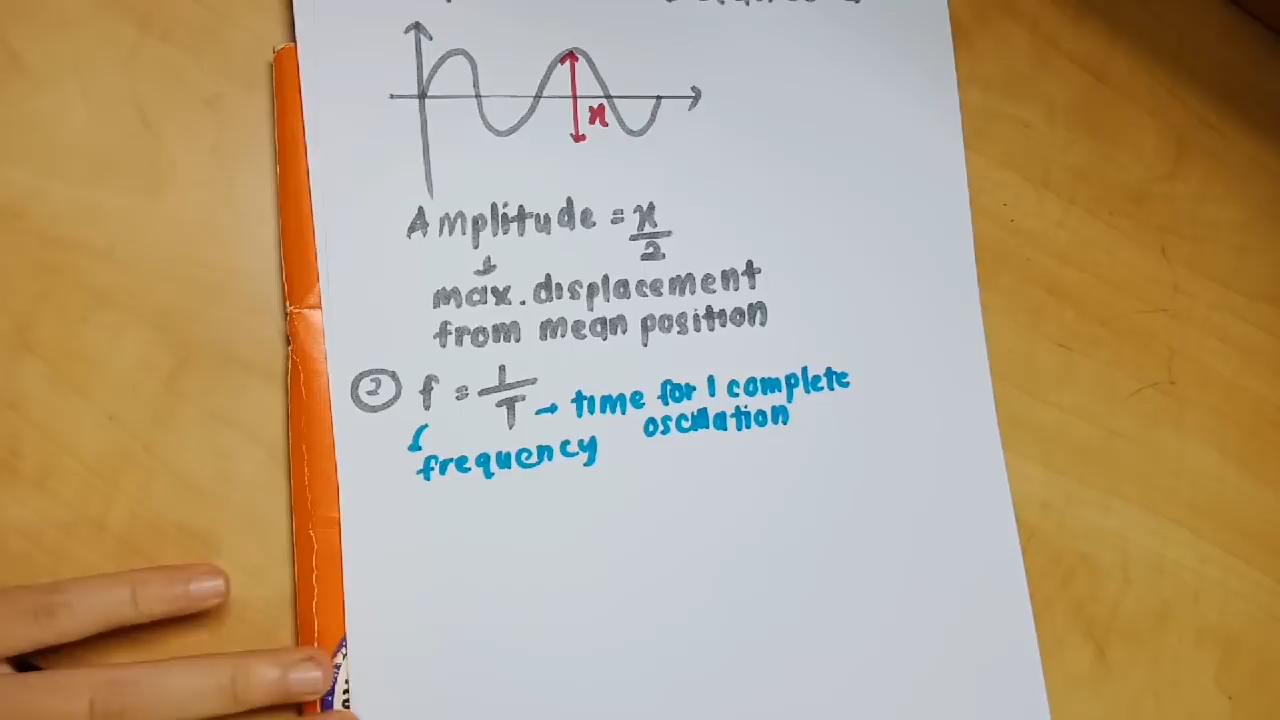 x
Amplitude = x/2
max. displacement
from mean position
② f = 1/T → time for 1 complete
oscillation
frequency